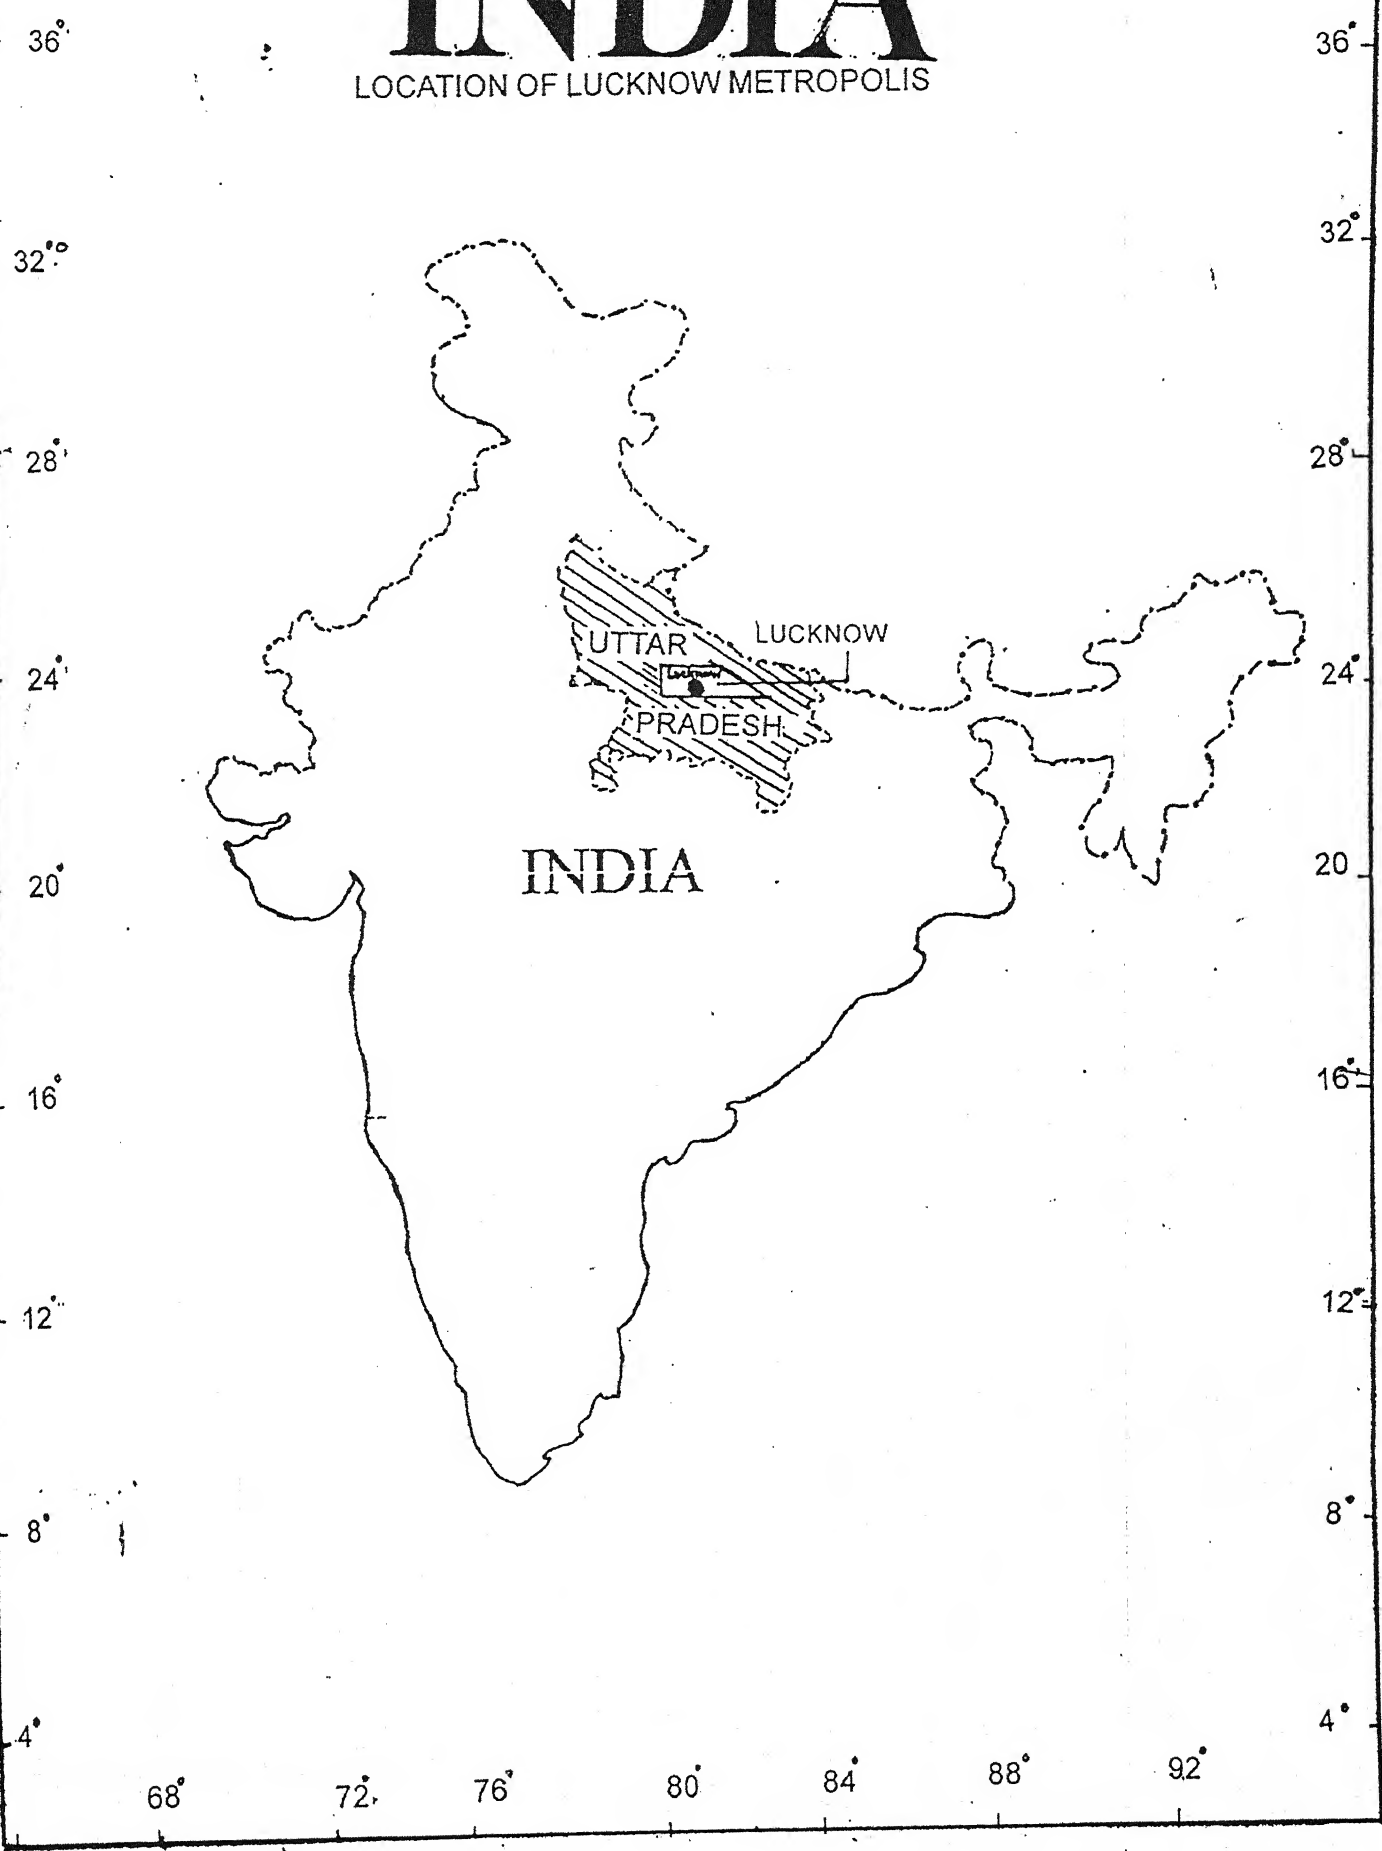 INDIA
LOCATION OF LUCKNOW METROPOLIS
36° 36°
32° 32°
28° 28°
UTTAR LUCKNOW
24° Lucknow 24°
PRADESH
INDIA
20° 20
16° 16°
12° 12°
8° 8°
4° 4°
68° 72° 76° 80° 84° 88° 92°